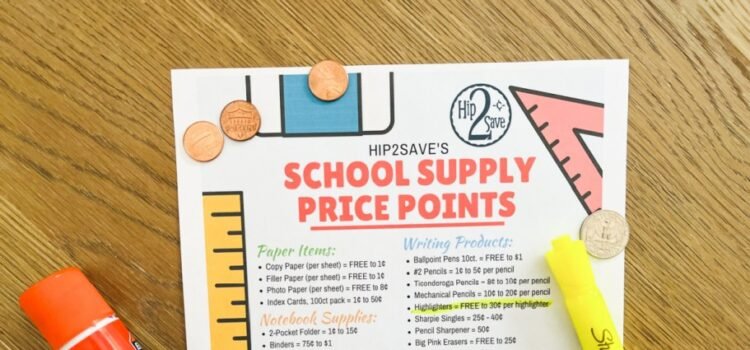 Hip
2
Save
HIP2SAVE'S
SCHOOL SUPPLY
PRICE POINTS
Paper Items:
• Copy Paper (per sheet) = FREE to 1¢
• Filler Paper (per sheet) = FREE to 1¢
• Photo Paper (per sheet) = FREE to 8¢
• Index Cards, 100ct pack = 1¢ to 50¢
Notebook Supplies:
• 2-Pocket Folder = 1¢ to 15¢
• Binders = 75¢ to $1
Writing Products:
• Ballpoint Pens 10ct. = FREE to $1
• #2 Pencils = 1¢ to 5¢ per pencil
• Ticonderoga Pencils = 8¢ to 10¢ per pencil
• Mechanical Pencils = 10¢ to 20¢ per pencil
• Highlighters = FREE to 30¢ per highlighter
• Sharpie Singles = 25¢ - 40¢
• Pencil Sharpener = 50¢
• Big Pink Erasers = FREE to 25¢